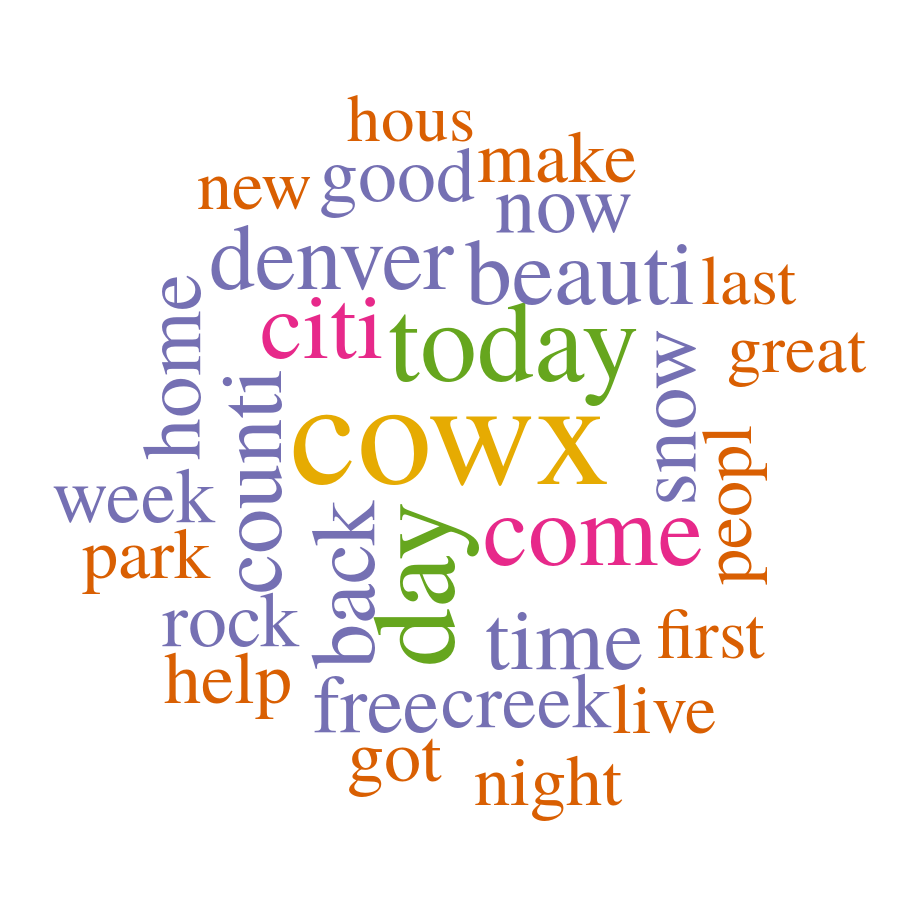 hous
make
good
new
now
denver
beauti
last
home
citi
today
snow
great
counti
cowx
peopl
week
back
day
come
park
rock
time
first
help
free
creek
live
got
night